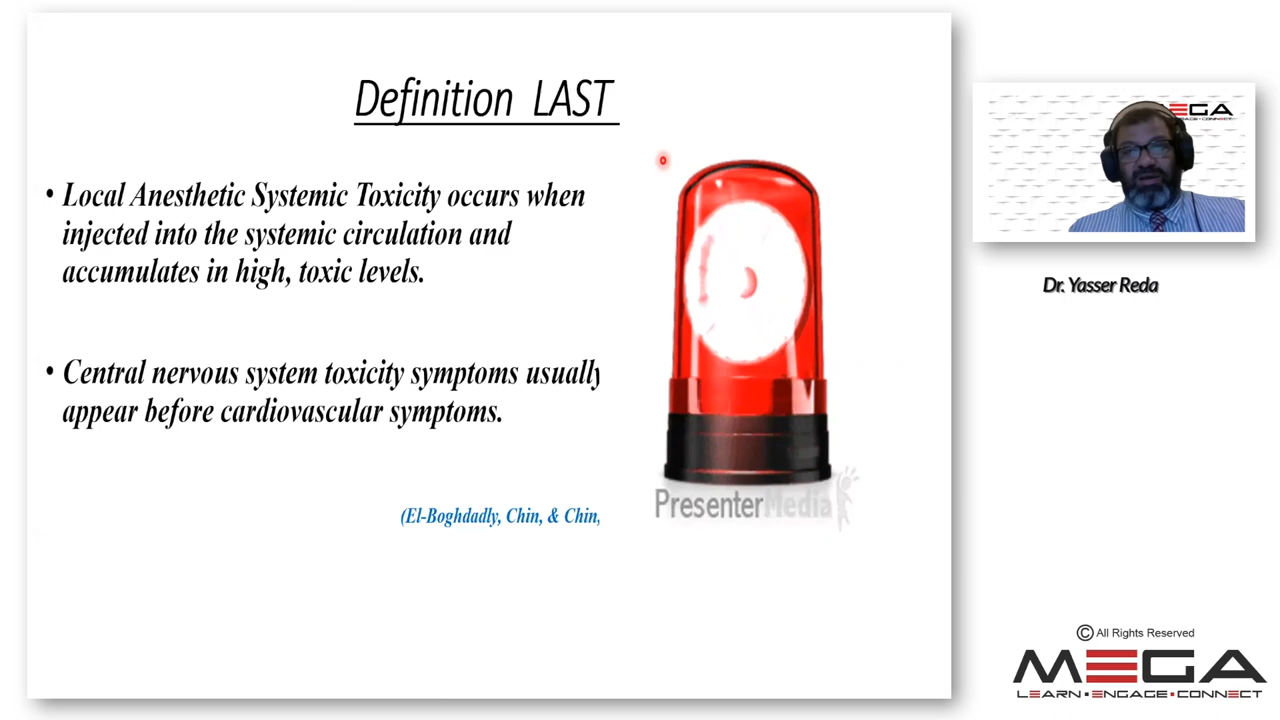 Definition LAST
• Local Anesthetic Systemic Toxicity occurs when
injected into the systemic circulation and
accumulates in high, toxic levels.
• Central nervous system toxicity symptoms usually
appear before cardiovascular symptoms.
(El-Boghdadly, Chin, & Chin,
PresenterMedia
EGA
Dr. Yasser Reda
© All Rights Reserved
MEGA
LEARN • ENGAGE • CONNECT